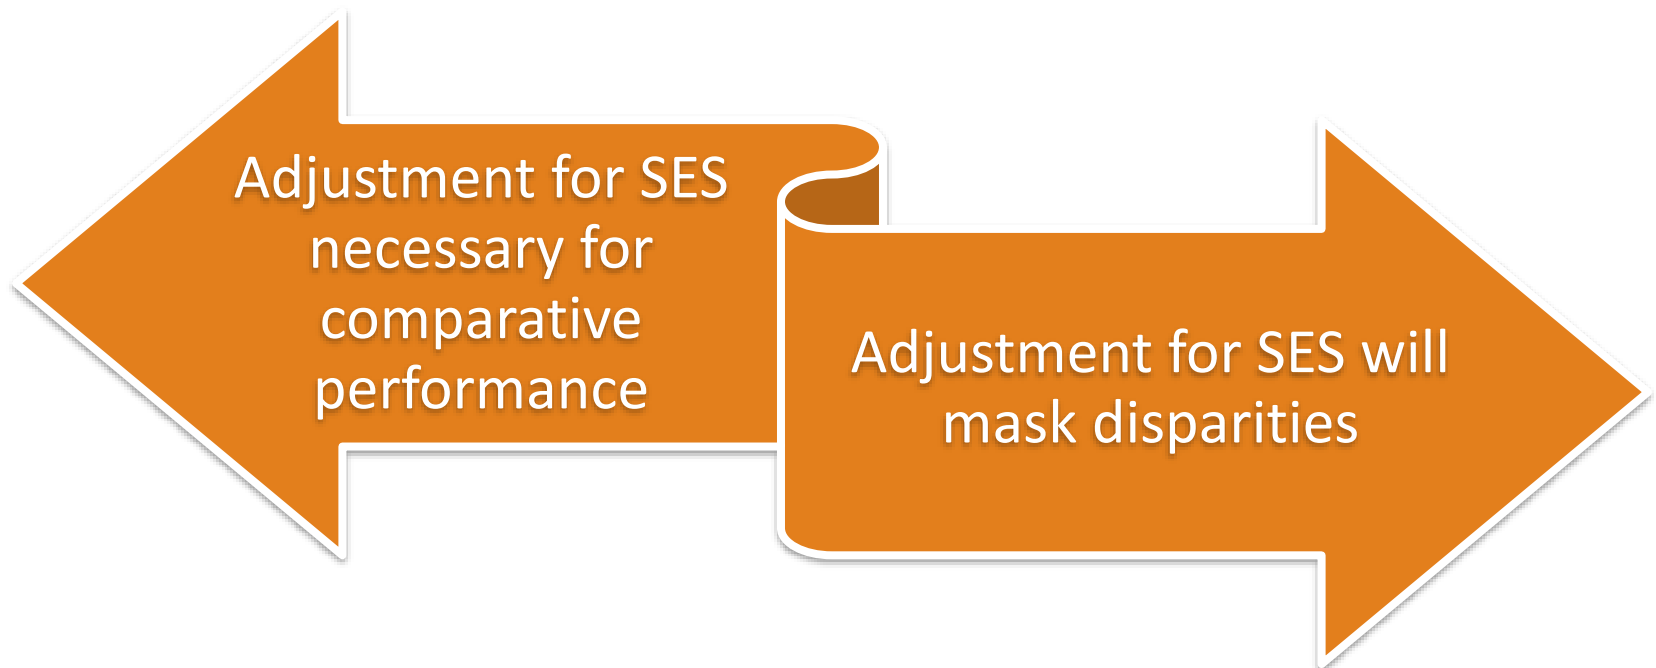 Adjustment for SES
necessary for
comparative
performance
Adjustment for SES will
mask disparities